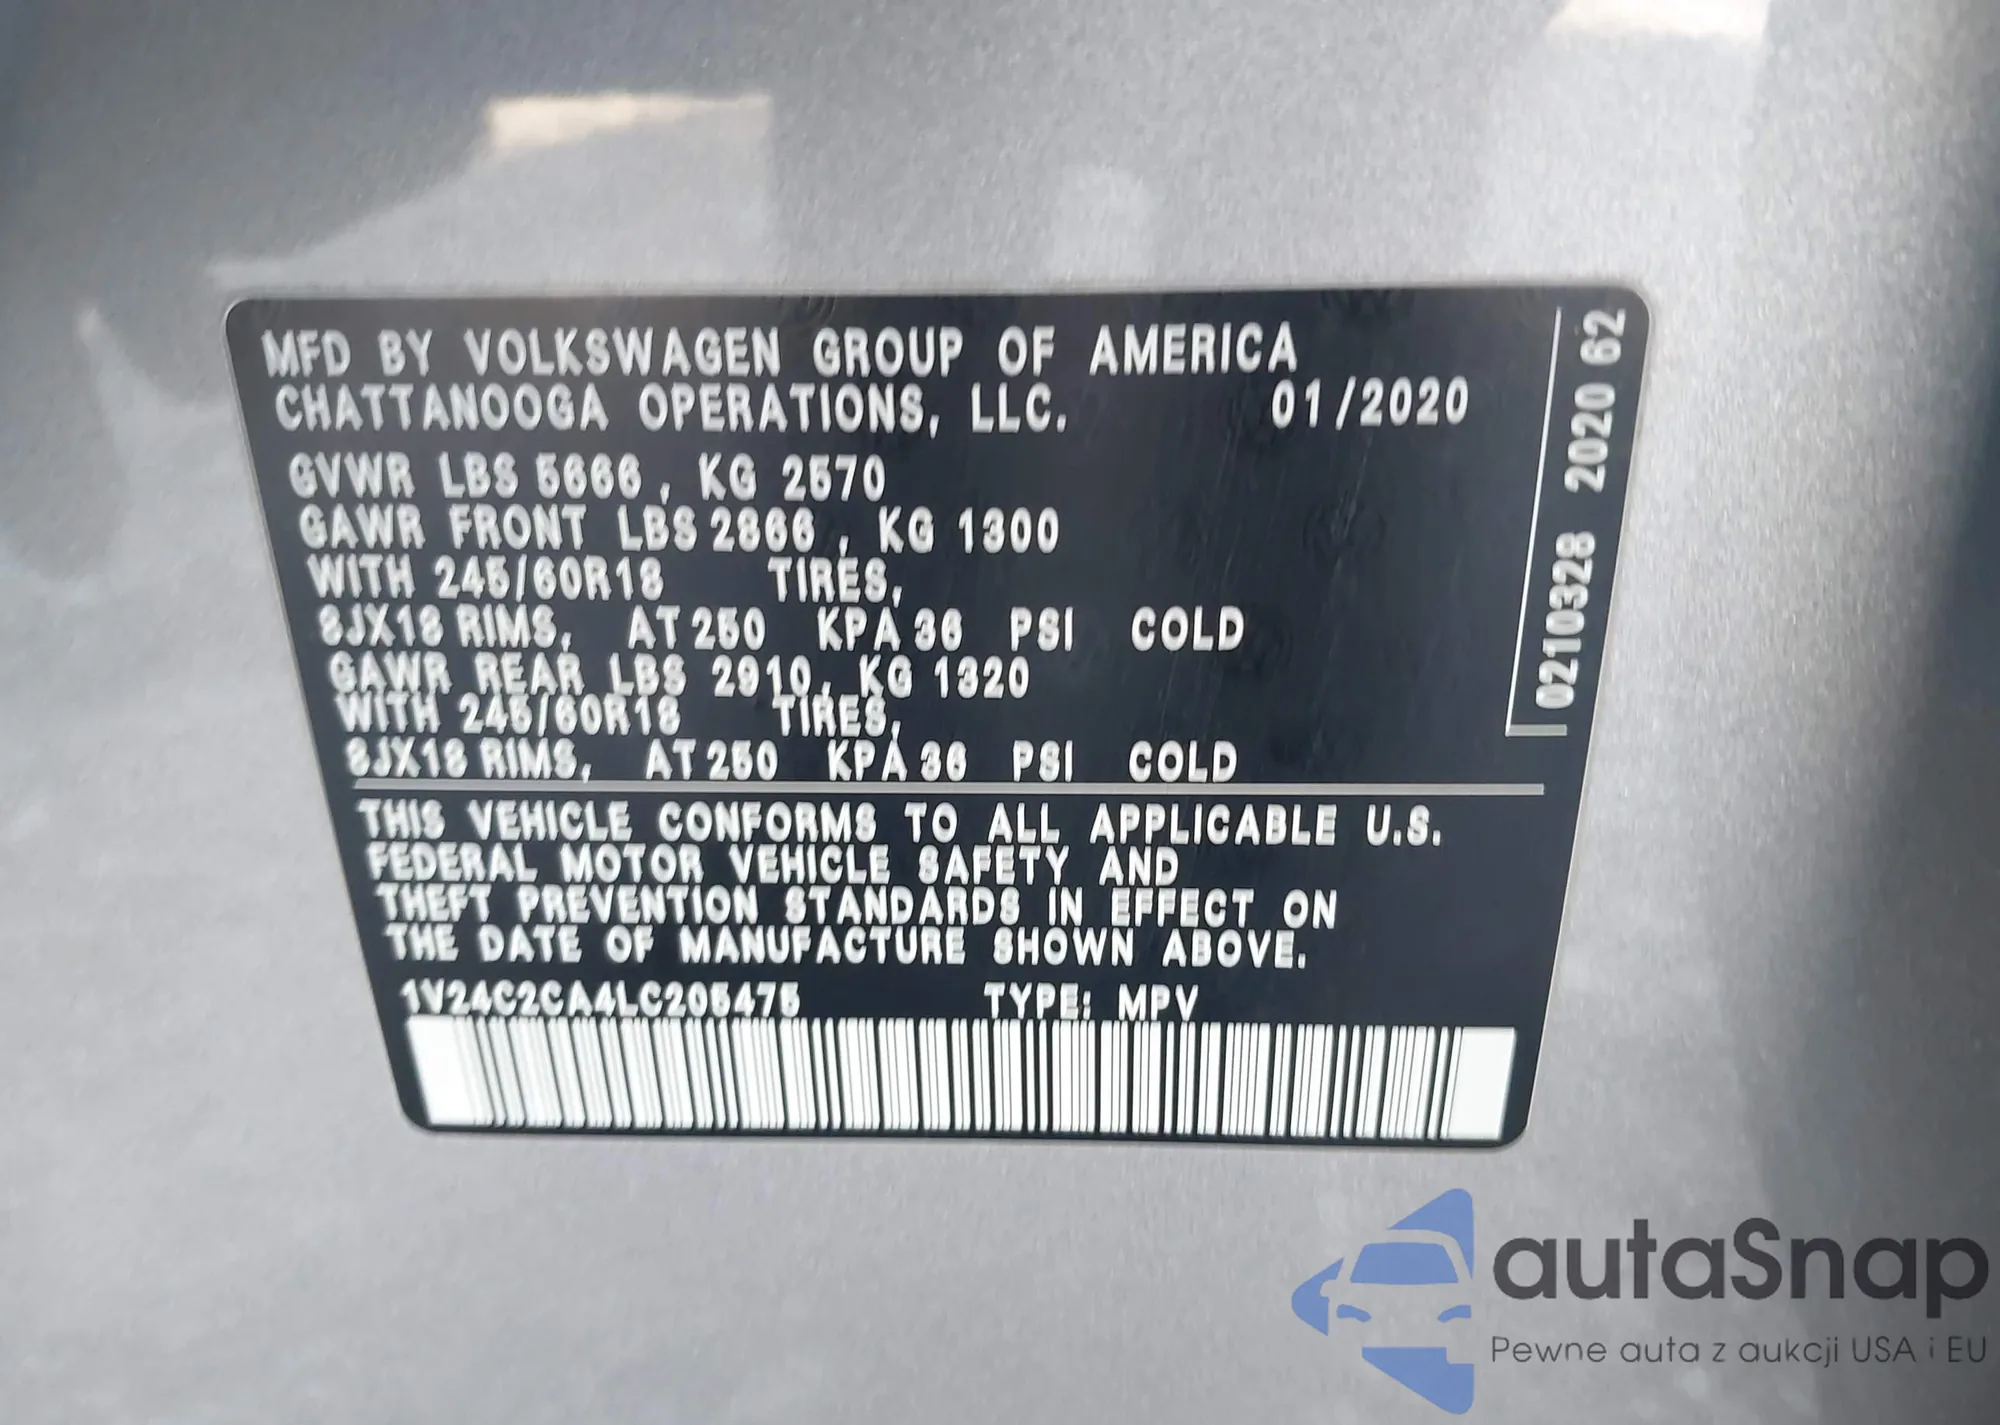 MFD BY VOLKSWAGEN GROUP OF AMERICA
CHATTANOOGA OPERATIONS, LLC. 01/2020
GVWR LBS 5666, KG 2570
GAWR FRONT LBS 2866, KG 1300
WITH 245/60R18 TIRES,
8JX18 RIMS, AT 250 KPA 36 PSI COLD
GAWR REAR LBS 2910, KG 1320
WITH 245/60R18 TIRES,
8JX18 RIMS, AT 250 KPA 36 PSI COLD
THIS VEHICLE CONFORMS TO ALL APPLICABLE U.S.
FEDERAL MOTOR VEHICLE SAFETY AND
THEFT PREVENTION STANDARDS IN EFFECT ON
THE DATE OF MANUFACTURE SHOWN ABOVE.
1V24C2CA4LC205475 TYPE: MPV
0210328 2020 62
autaSnap
Pewne auta z aukcji USA i EU